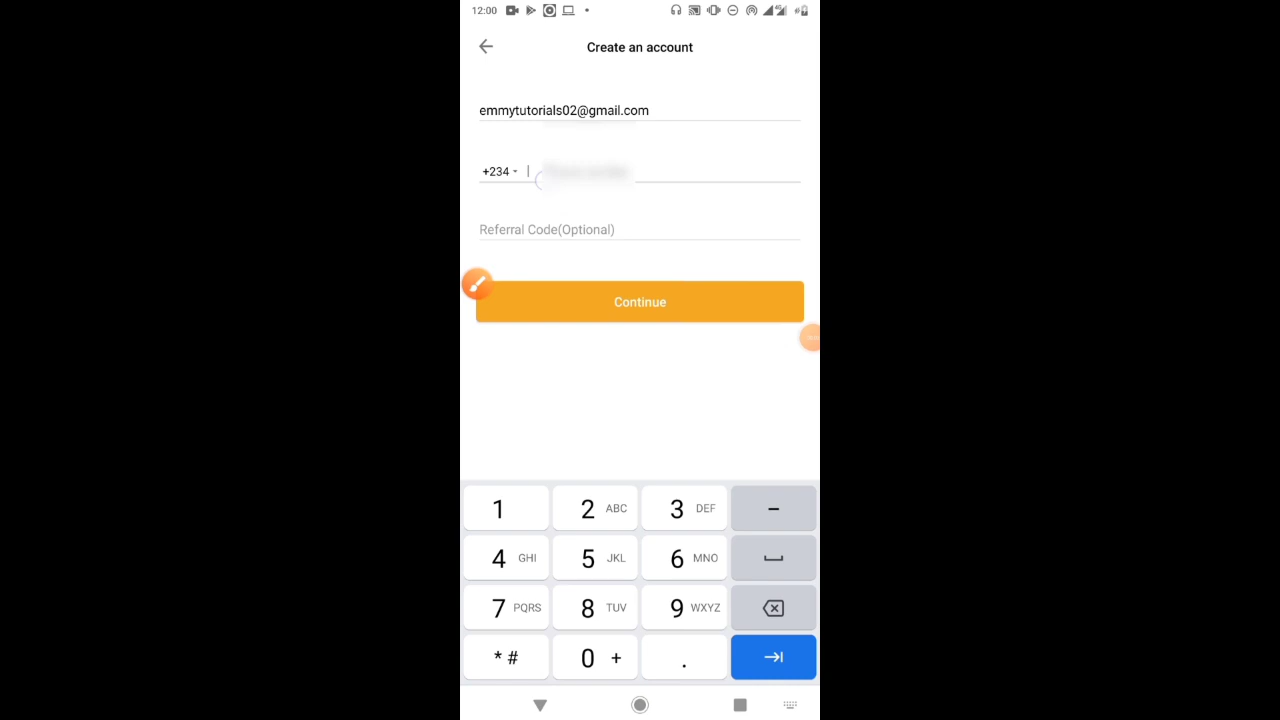 12:00
Create an account
emmytutorials02@gmail.com
+234
Referral Code(Optional)
Continue
1
2 ABC
3 DEF
-
4 GHI
5 JKL
6 MNO
7 PQRS
8 TUV
9 WXYZ
* #
0 +
.